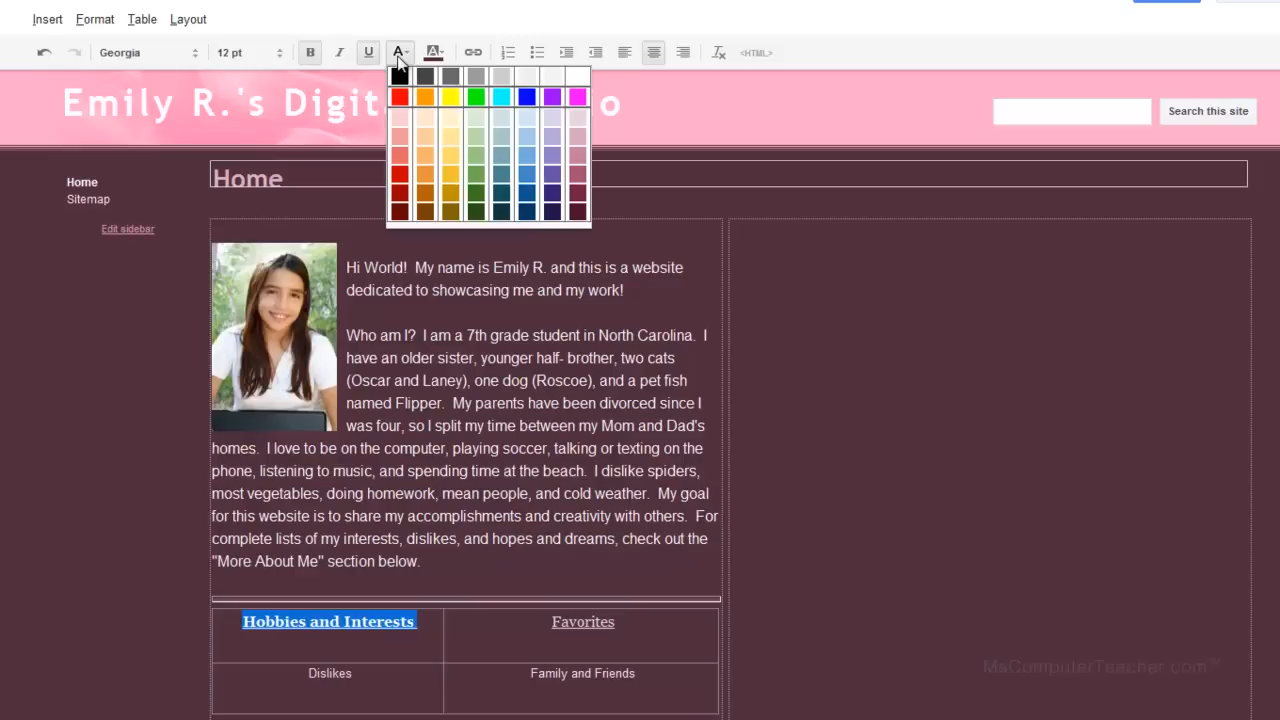 Insert Format Table Layout
Georgia 12 pt B I U A A <HTML>
Emily R.'s Digit
o
Search this site
Home
Sitemap
Edit sidebar
Home
Hi World! My name is Emily R. and this is a website
dedicated to showcasing me and my work!
Who am I? I am a 7th grade student in North Carolina. I
have an older sister, younger half- brother, two cats
(Oscar and Laney), one dog (Roscoe), and a pet fish
named Flipper. My parents have been divorced since I
was four, so I split my time between my Mom and Dad's
homes. I love to be on the computer, playing soccer, talking or texting on the
phone, listening to music, and spending time at the beach. I dislike spiders,
most vegetables, doing homework, mean people, and cold weather. My goal
for this website is to share my accomplishments and creativity with others. For
complete lists of my interests, dislikes, and hopes and dreams, check out the
"More About Me" section below.
Hobbies and Interests
Favorites
Dislikes
Family and Friends
MsComputerTeacher.com™